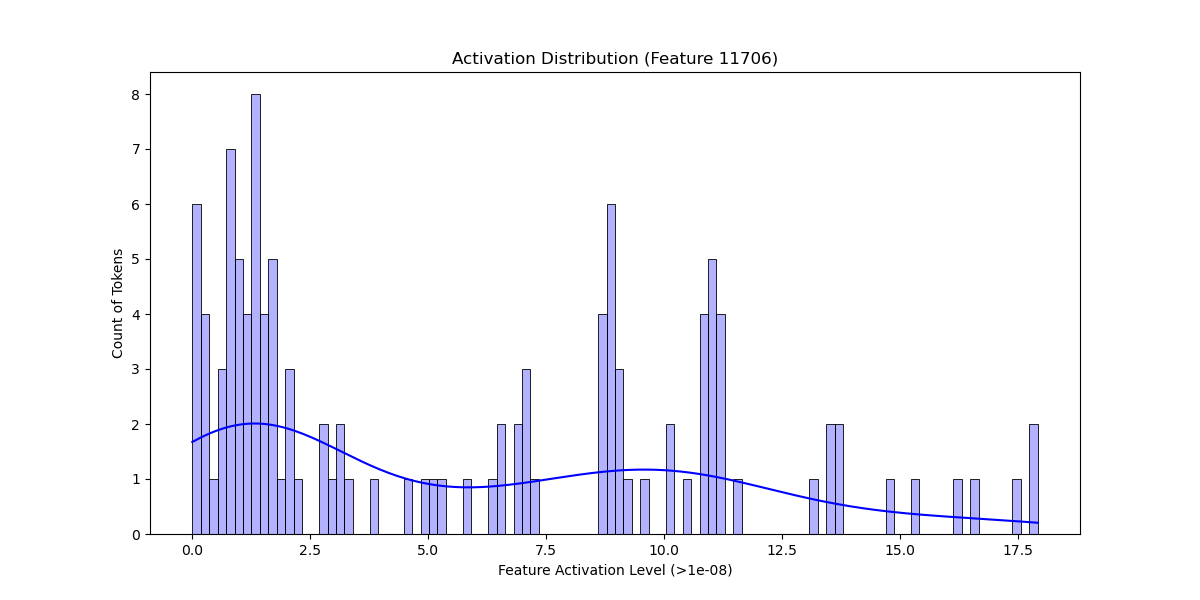 Activation Distribution (Feature 11706)
8
7
6
5
4
3
2
1
0
Count of Tokens
0.0 2.5 5.0 7.5 10.0 12.5 15.0 17.5
Feature Activation Level (>1e-08)